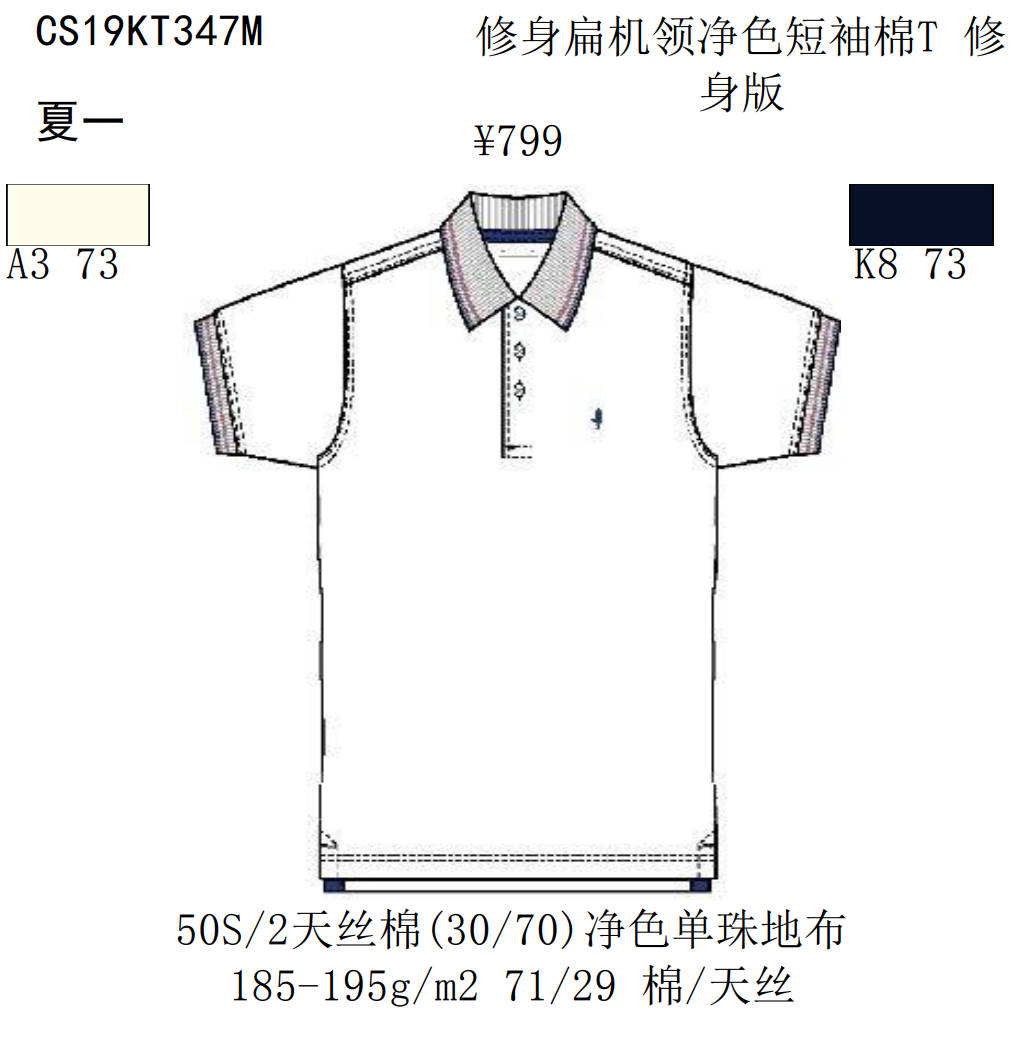 CS19KT347M
修身扁机领净色短袖棉T 修
身版
夏一
¥799
A3 73
K8 73
50S/2天丝棉(30/70)净色单珠地布
185-195g/m2 71/29 棉/天丝